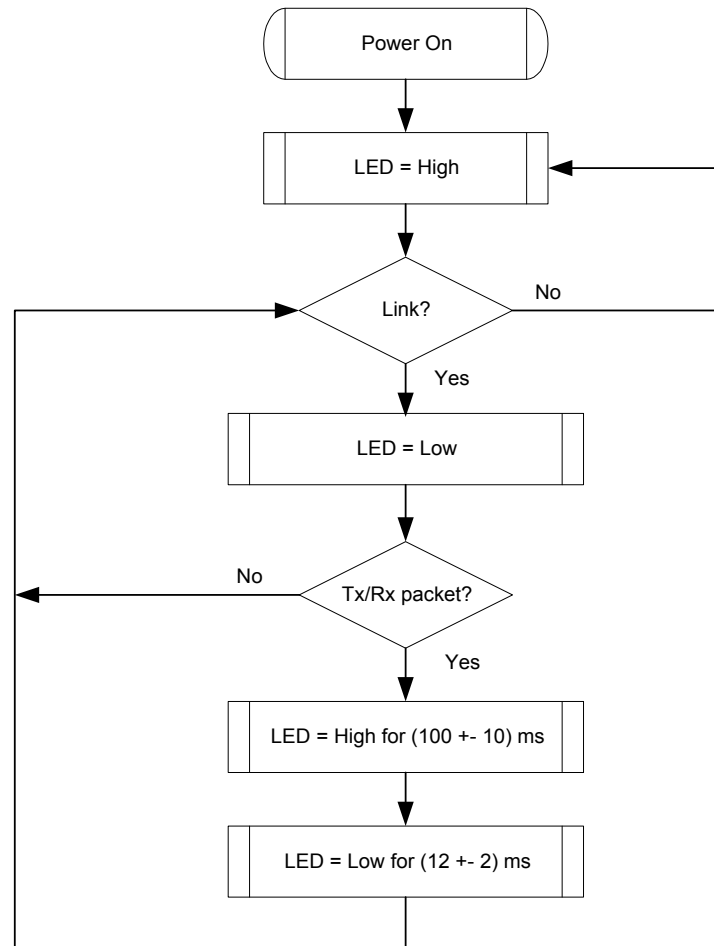 Power On
LED = High
Link?
No
Yes
LED = Low
No
Tx/Rx packet?
Yes
LED = High for (100 +- 10) ms
LED = Low for (12 +- 2) ms